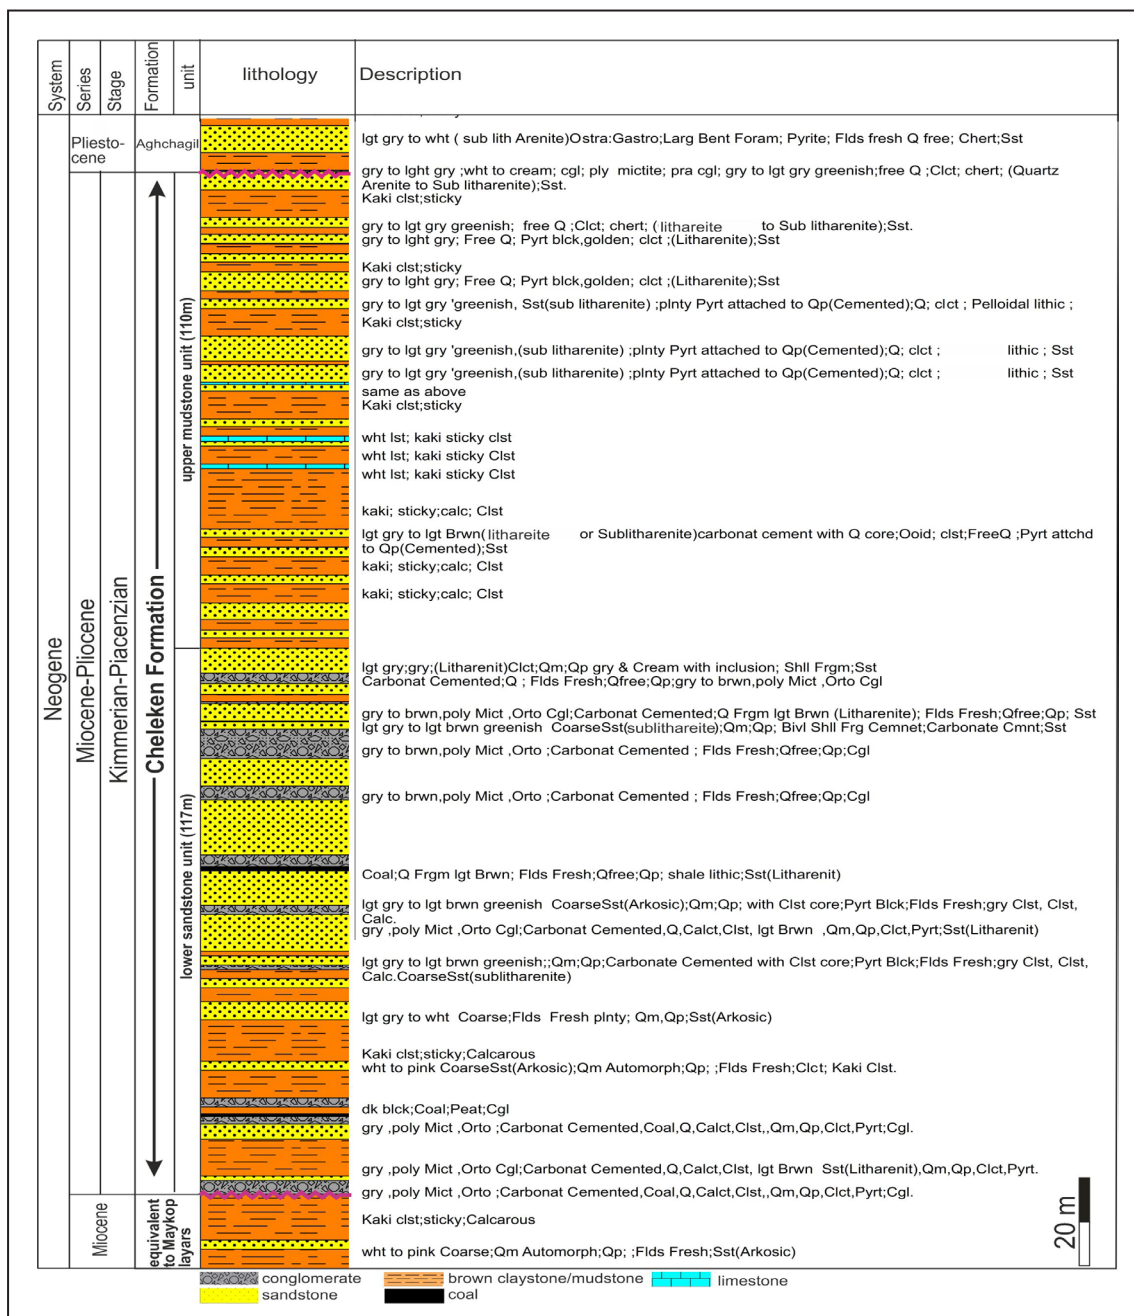 System
Series
Stage
Formation
unit
lithology
Description
Pliesto-
cene
Aghchagil
Neogene
Miocene-Pliocene
Kimmerian-Piacenzian
Cheleken Formation
upper mudstone unit (110m)
lower sandstone unit (117m)
Miocene
equivalent
to Maykop
layars
lgt gry to wht ( sub lith Arenite)Ostra:Gastro;Larg Bent Foram; Pyrite; Flds fresh Q free; Chert;Sst
gry to lght gry ;wht to cream; cgl; ply mictite; pra cgl; gry to lgt gry greenish;free Q ;Clct; chert; (Quartz
Arenite to Sub litharenite);Sst.
Kaki clst;sticky
gry to lgt gry greenish; free Q ;Clct; chert; (lithareite to Sub litharenite);Sst.
gry to lght gry; Free Q; Pyrt blck,golden; clct ;(Litharenite);Sst
Kaki clst;sticky
gry to lght gry; Free Q; Pyrt blck,golden; clct ;(Litharenite);Sst
gry to lgt gry 'greenish, Sst(sub litharenite) ;plnty Pyrt attached to Qp(Cemented);Q; clct ; Pelloidal lithic ;
Kaki clst;sticky
gry to lgt gry 'greenish,(sub litharenite) ;plnty Pyrt attached to Qp(Cemented);Q; clct ; lithic ; Sst
gry to lgt gry 'greenish,(sub litharenite) ;plnty Pyrt attached to Qp(Cemented);Q; clct ; lithic ; Sst
same as above
Kaki clst;sticky
wht lst; kaki sticky clst
wht lst; kaki sticky Clst
wht lst; kaki sticky Clst
kaki; sticky;calc; Clst
lgt gry to lgt Brwn(lithareite or Sublitharenite)carbonat cement with Q core;Ooid; clst;FreeQ ;Pyrt attchd
to Qp(Cemented);Sst
kaki; sticky;calc; Clst
kaki; sticky;calc; Clst
lgt gry;gry;(Litharenit)Clct;Qm;Qp gry & Cream with inclusion; Shll Frgm;Sst
Carbonat Cemented;Q ; Flds Fresh;Qfree;Qp;gry to brwn,poly Mict ,Orto Cgl
gry to brwn,poly Mict ,Orto Cgl;Carbonat Cemented;Q Frgm lgt Brwn (Litharenite); Flds Fresh;Qfree;Qp; Sst
lgt gry to lgt brwn greenish CoarseSst(sublithareite);Qm;Qp; Bivl Shll Frg Cemnet;Carbonate Cmnt;Sst
gry to brwn,poly Mict ,Orto ;Carbonat Cemented ; Flds Fresh;Qfree;Qp;Cgl
gry to brwn,poly Mict ,Orto ;Carbonat Cemented ; Flds Fresh;Qfree;Qp;Cgl
Coal;Q Frgm lgt Brwn; Flds Fresh;Qfree;Qp; shale lithic;Sst(Litharenit)
lgt gry to lgt brwn greenish CoarseSst(Arkosic);Qm;Qp; with Clst core;Pyrt Blck;Flds Fresh;gry Clst, Clst,
Calc.
gry ,poly Mict ,Orto Cgl;Carbonat Cemented,Q,Calct,Clst, lgt Brwn ,Qm,Qp,Clct,Pyrt;Sst(Litharenit)
lgt gry to lgt brwn greenish;;Qm;Qp;Carbonate Cemented with Clst core;Pyrt Blck;Flds Fresh;gry Clst, Clst,
Calc.CoarseSst(sublitharenite)
lgt gry to wht Coarse;Flds Fresh plnty; Qm,Qp;Sst(Arkosic)
Kaki clst;sticky;Calcarous
wht to pink CoarseSst(Arkosic);Qm Automorph;Qp; ;Flds Fresh;Clct; Kaki Clst.
dk blck;Coal;Peat;Cgl
gry ,poly Mict ,Orto ;Carbonat Cemented,Coal,Q,Calct,Clst,,Qm,Qp,Clct,Pyrt;Cgl.
gry ,poly Mict ,Orto Cgl;Carbonat Cemented,Q,Calct,Clst, lgt Brwn Sst(Litharenit),Qm,Qp,Clct,Pyrt.
gry ,poly Mict ,Orto ;Carbonat Cemented,Coal,Q,Calct,Clst,,Qm,Qp,Clct,Pyrt;Cgl.
Kaki clst;sticky;Calcarous
wht to pink Coarse;Qm Automorph;Qp; ;Flds Fresh;Sst(Arkosic)
20 m
conglomerate
brown claystone/mudstone
limestone
sandstone
coal